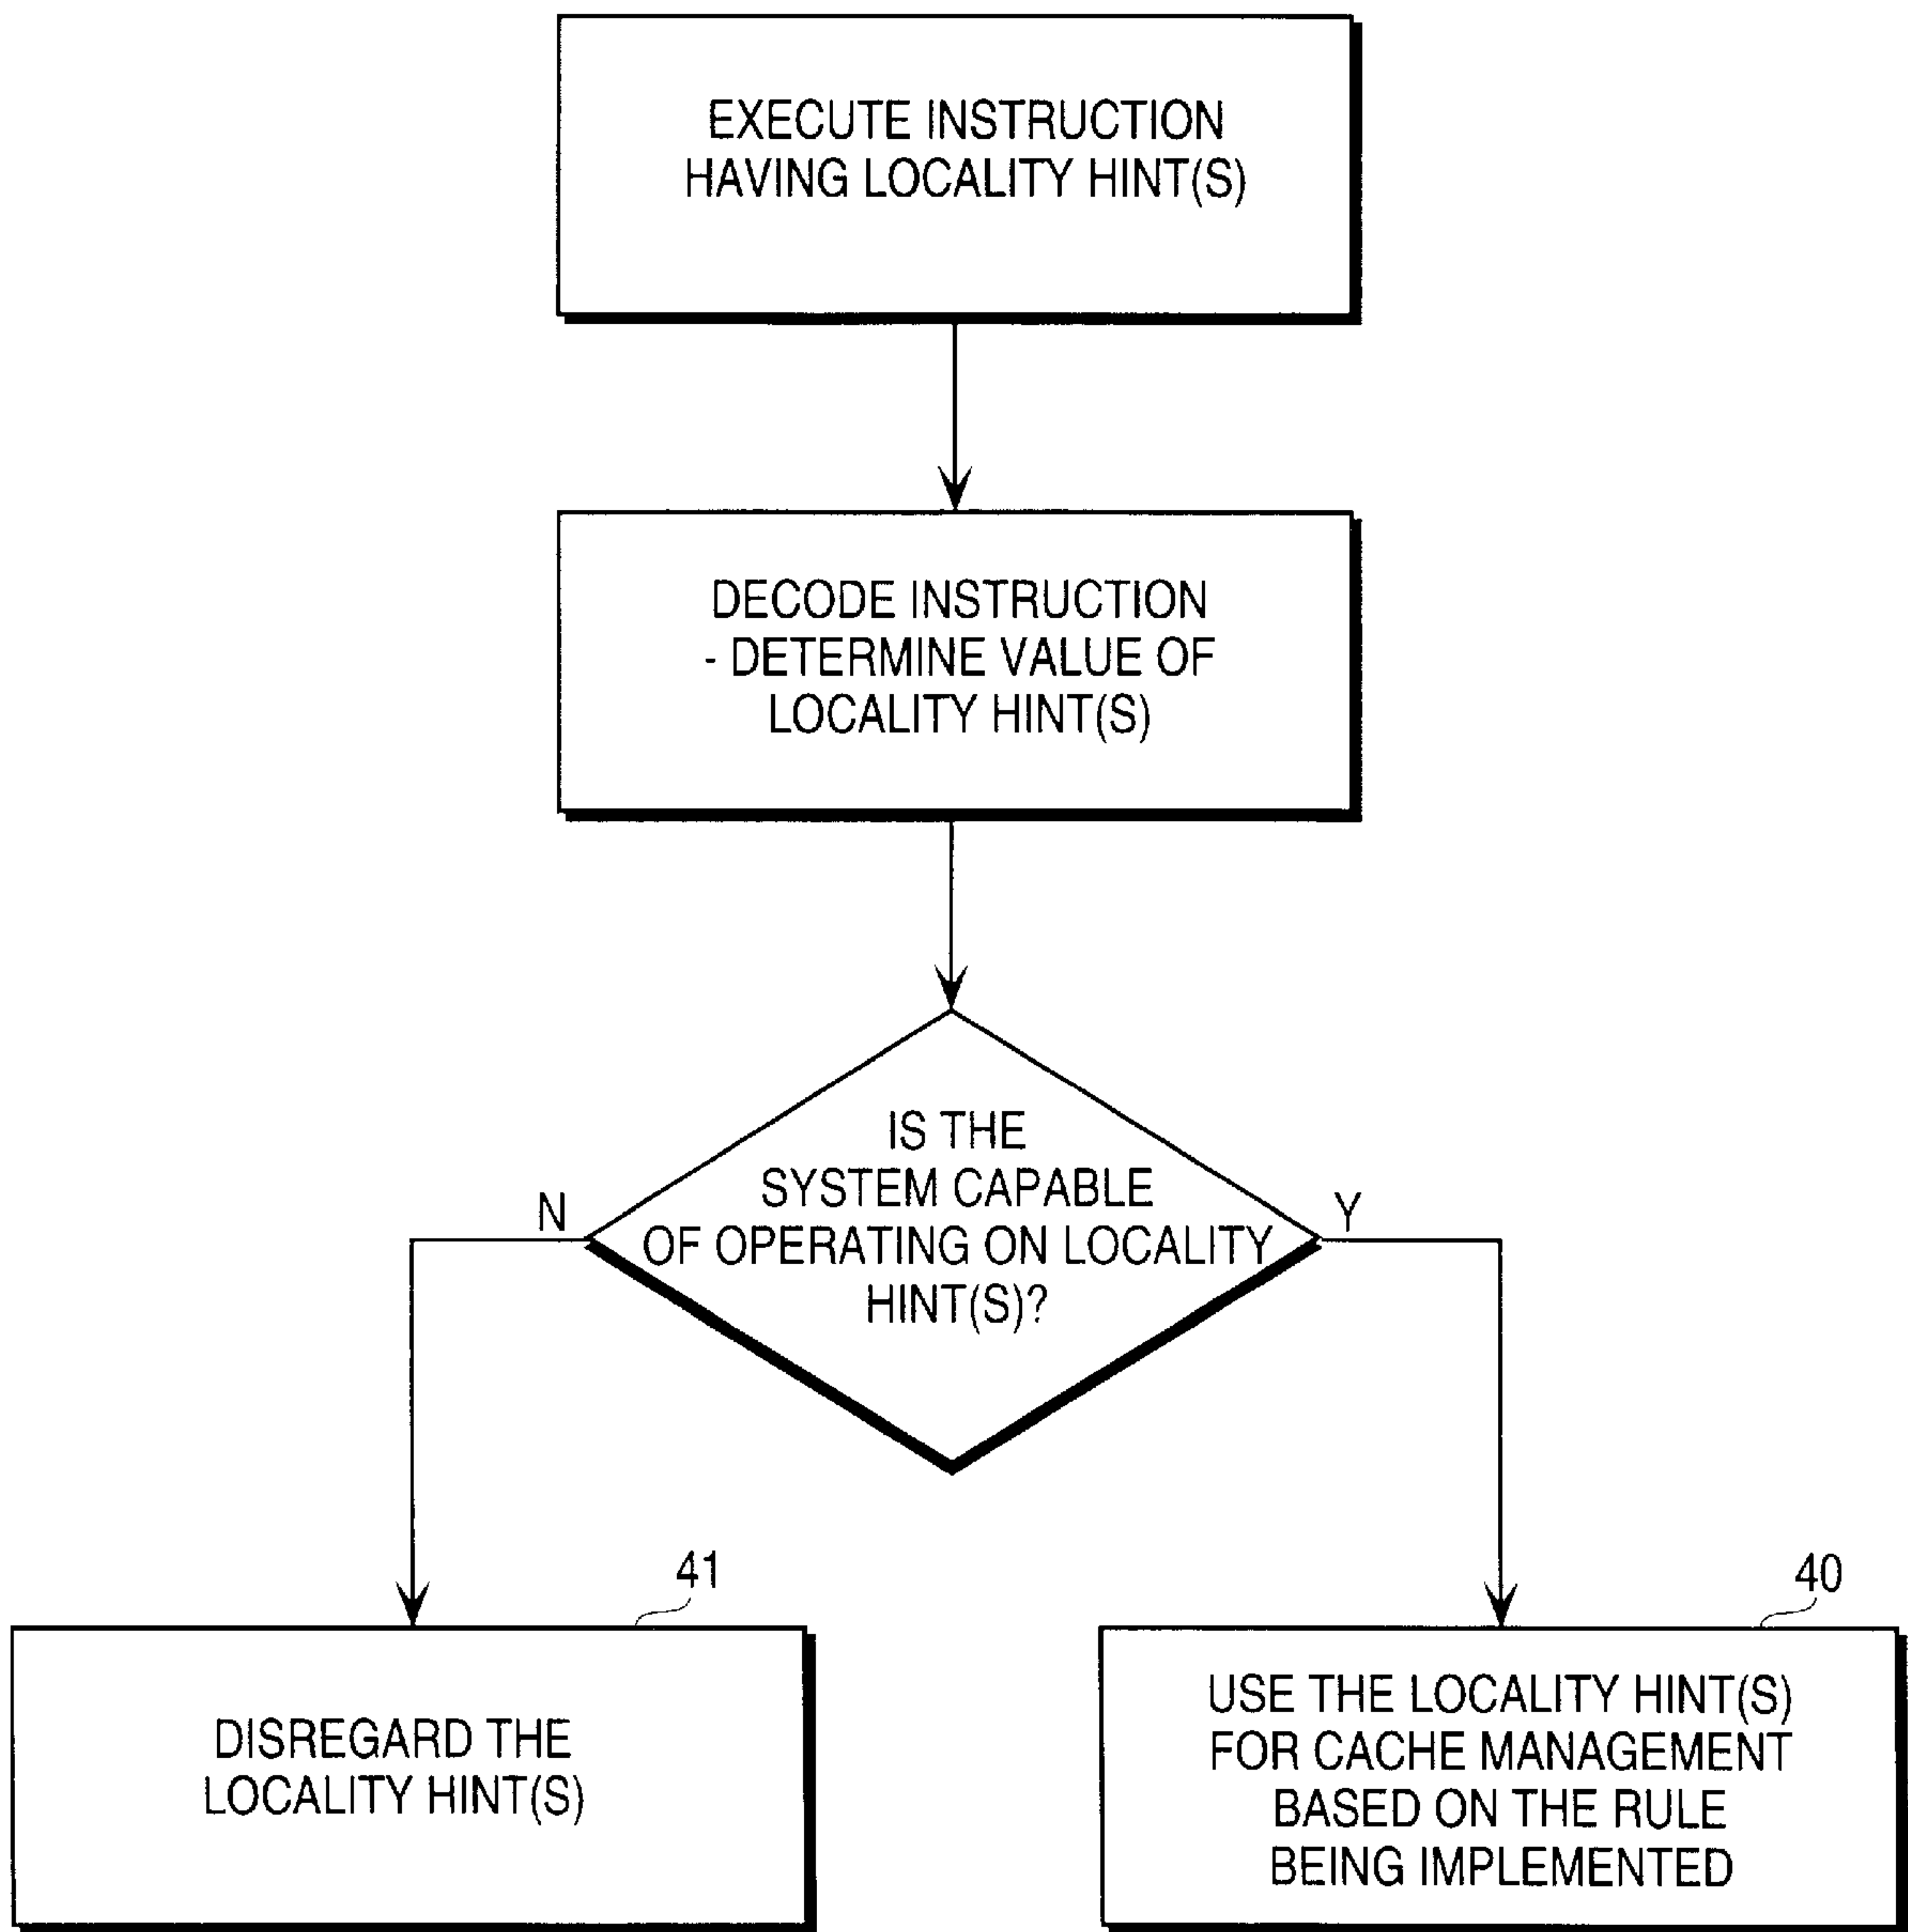 EXECUTE INSTRUCTION
HAVING LOCALITY HINT(S)
DECODE INSTRUCTION
- DETERMINE VALUE OF
LOCALITY HINT(S)
IS THE
SYSTEM CAPABLE
OF OPERATING ON LOCALITY
HINT(S)?
N
Y
41
DISREGARD THE
LOCALITY HINT(S)
40
USE THE LOCALITY HINT(S)
FOR CACHE MANAGEMENT
BASED ON THE RULE
BEING IMPLEMENTED